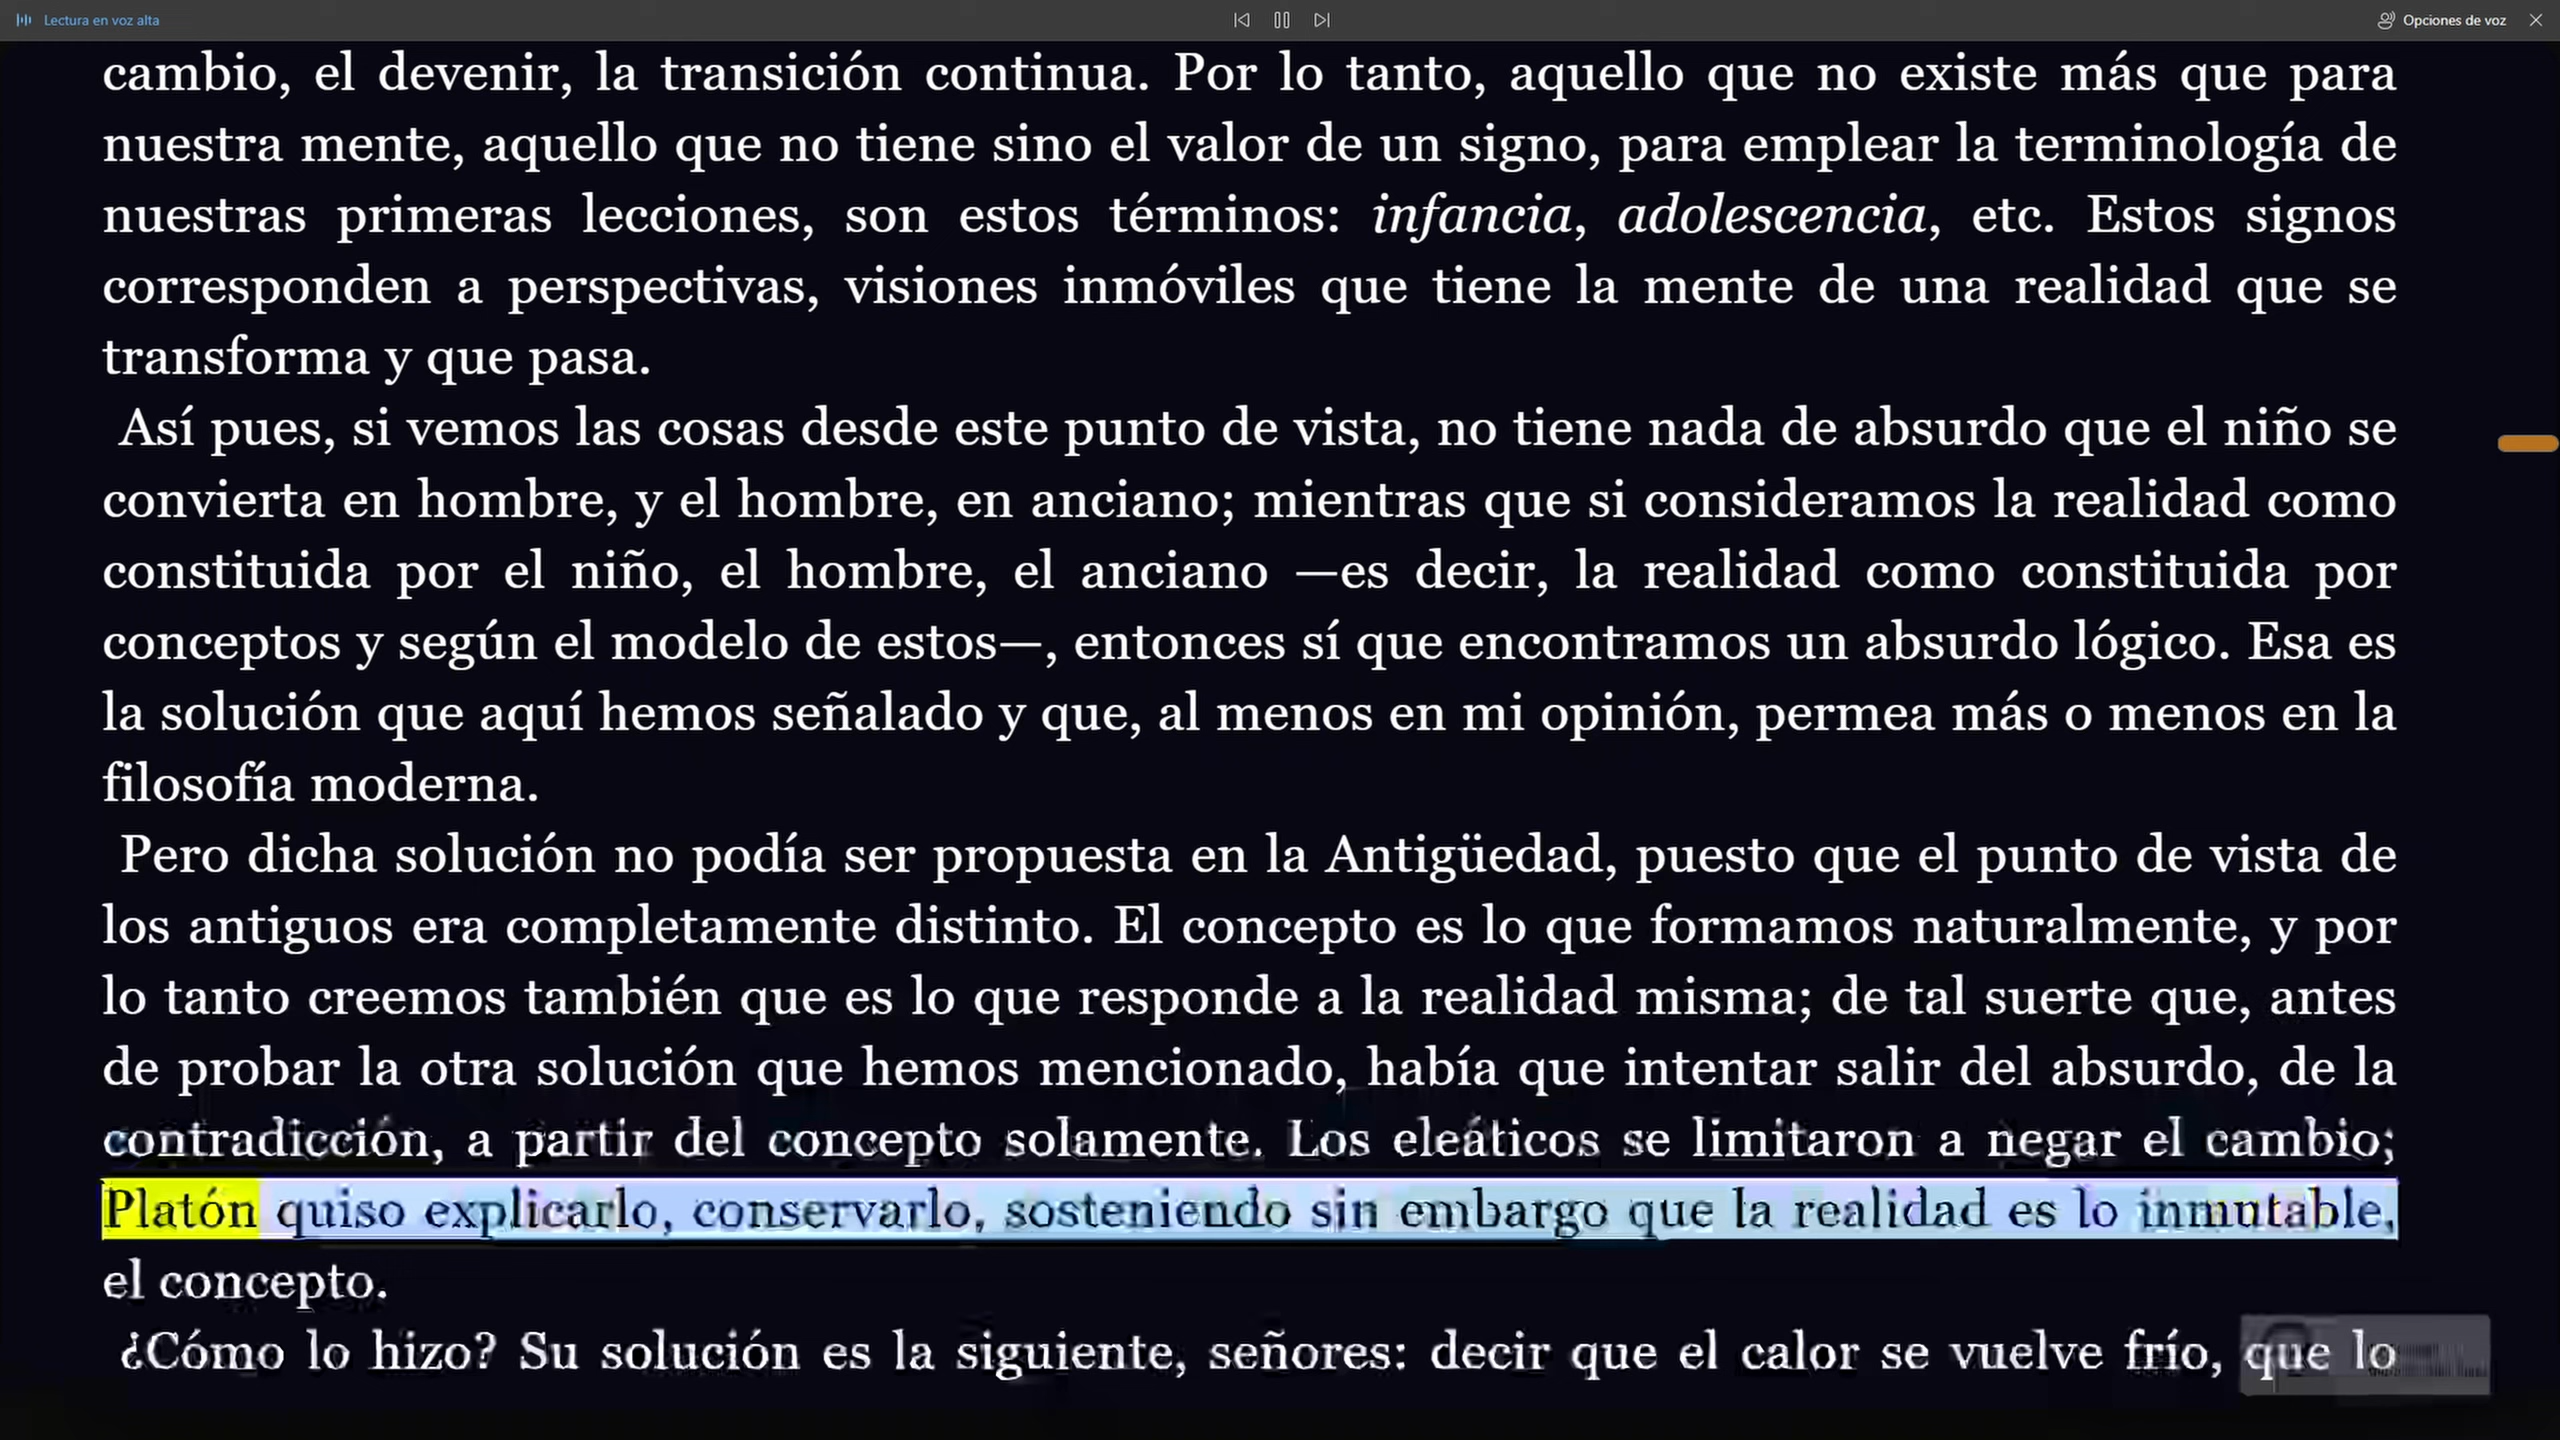 Lectura en voz alta
Opciones de voz
cambio, el devenir, la transición continua. Por lo tanto, aquello que no existe más que para
nuestra mente, aquello que no tiene sino el valor de un signo, para emplear la terminología de
nuestras primeras lecciones, son estos términos: infancia, adolescencia, etc. Estos signos
corresponden a perspectivas, visiones inmóviles que tiene la mente de una realidad que se
transforma y que pasa.
Así pues, si vemos las cosas desde este punto de vista, no tiene nada de absurdo que el niño se
convierta en hombre, y el hombre, en anciano; mientras que si consideramos la realidad como
constituida por el niño, el hombre, el anciano —es decir, la realidad como constituida por
conceptos y según el modelo de estos—, entonces sí que encontramos un absurdo lógico. Esa es
la solución que aquí hemos señalado y que, al menos en mi opinión, permea más o menos en la
filosofía moderna.
Pero dicha solución no podía ser propuesta en la Antigüedad, puesto que el punto de vista de
los antiguos era completamente distinto. El concepto es lo que formamos naturalmente, y por
lo tanto creemos también que es lo que responde a la realidad misma; de tal suerte que, antes
de probar la otra solución que hemos mencionado, había que intentar salir del absurdo, de la
contradicción, a partir del concepto solamente. Los eleáticos se limitaron a negar el cambio;
Platón quiso explicarlo, conservarlo, sosteniendo sin embargo que la realidad es lo inmutable,
el concepto.
¿Cómo lo hizo? Su solución es la siguiente, señores: decir que el calor se vuelve frío, que lo